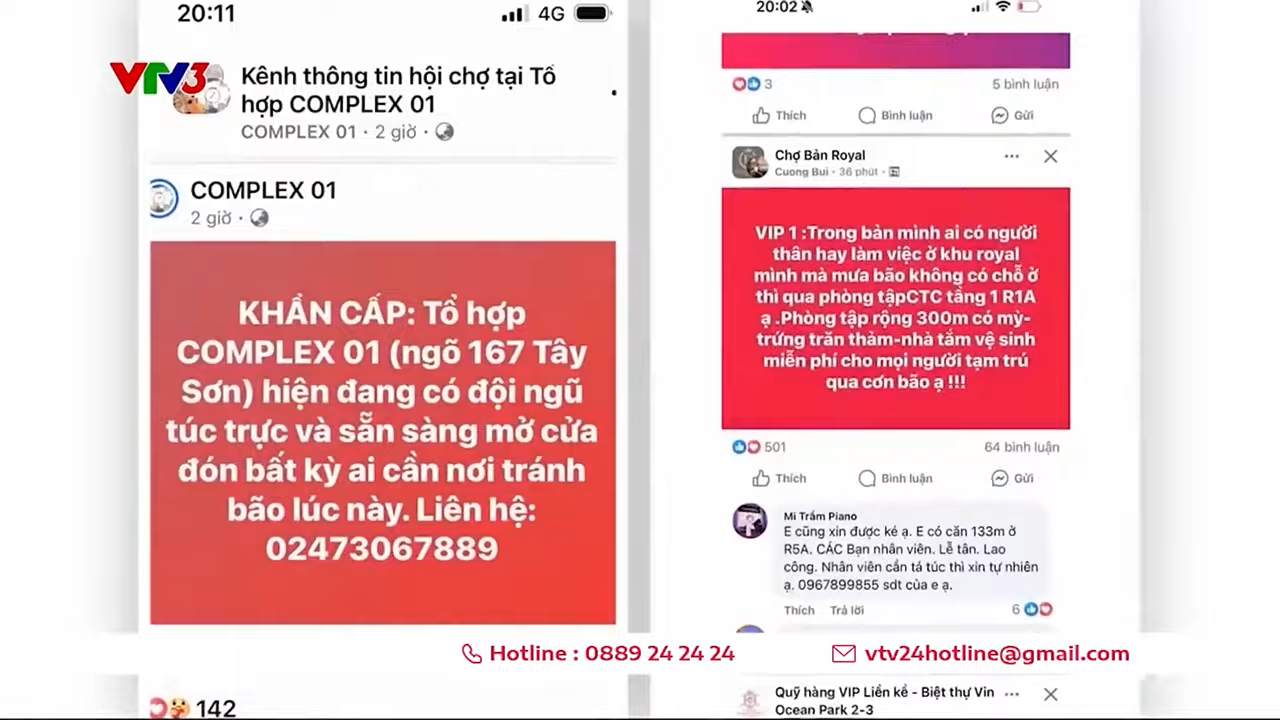 20:11
4G
VTV3
Kênh thông tin hội chợ tại Tổ
hợp COMPLEX 01
COMPLEX 01 · 2 giờ ·
COMPLEX 01
2 giờ ·
KHẨN CẤP: Tổ hợp
COMPLEX 01 (ngõ 167 Tây
Sơn) hiện đang có đội ngũ
túc trực và sẵn sàng mở cửa
đón bất kỳ ai cần nơi tránh
bão lúc này. Liên hệ:
02473067889
142
20:02
3
5 bình luận
Thích
Bình luận
Gửi
Chợ Bản Royal
Cuong Bui · 36 phút ·
VIP 1 :Trong bản mình ai có người
thân hay làm việc ở khu royal
mình mà mưa bão không có chỗ ở
thì qua phòng tậpCTC tầng 1 R1A
ạ .Phòng tập rộng 300m có mỳ-
trứng trăn thảm-nhà tắm vệ sinh
miễn phí cho mọi người tạm trú
qua cơn bão ạ !!!
501
64 bình luận
Thích
Bình luận
Gửi
Mi Trầm Piano
E cũng xin được ké ạ. E có căn 133m ở
R5A. CÁC Bạn nhân viên. Lễ tân. Lao
công. Nhân viên cần tá túc thì xin tự nhiên
ạ. 0967899855 sdt của e ạ.
Thích
Trả lời
6
Hotline : 0889 24 24 24
vtv24hotline@gmail.com
Quỹ hàng VIP Liền kề - Biệt thự Vin
Ocean Park 2-3